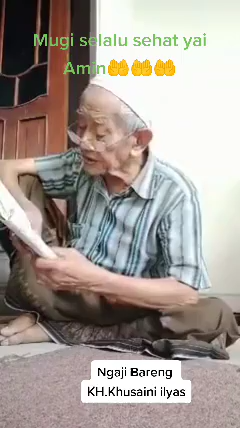 Mugi selalu sehat yai
Amin🤲🤲🤲
Ngaji Bareng
KH.Khusaini ilyas